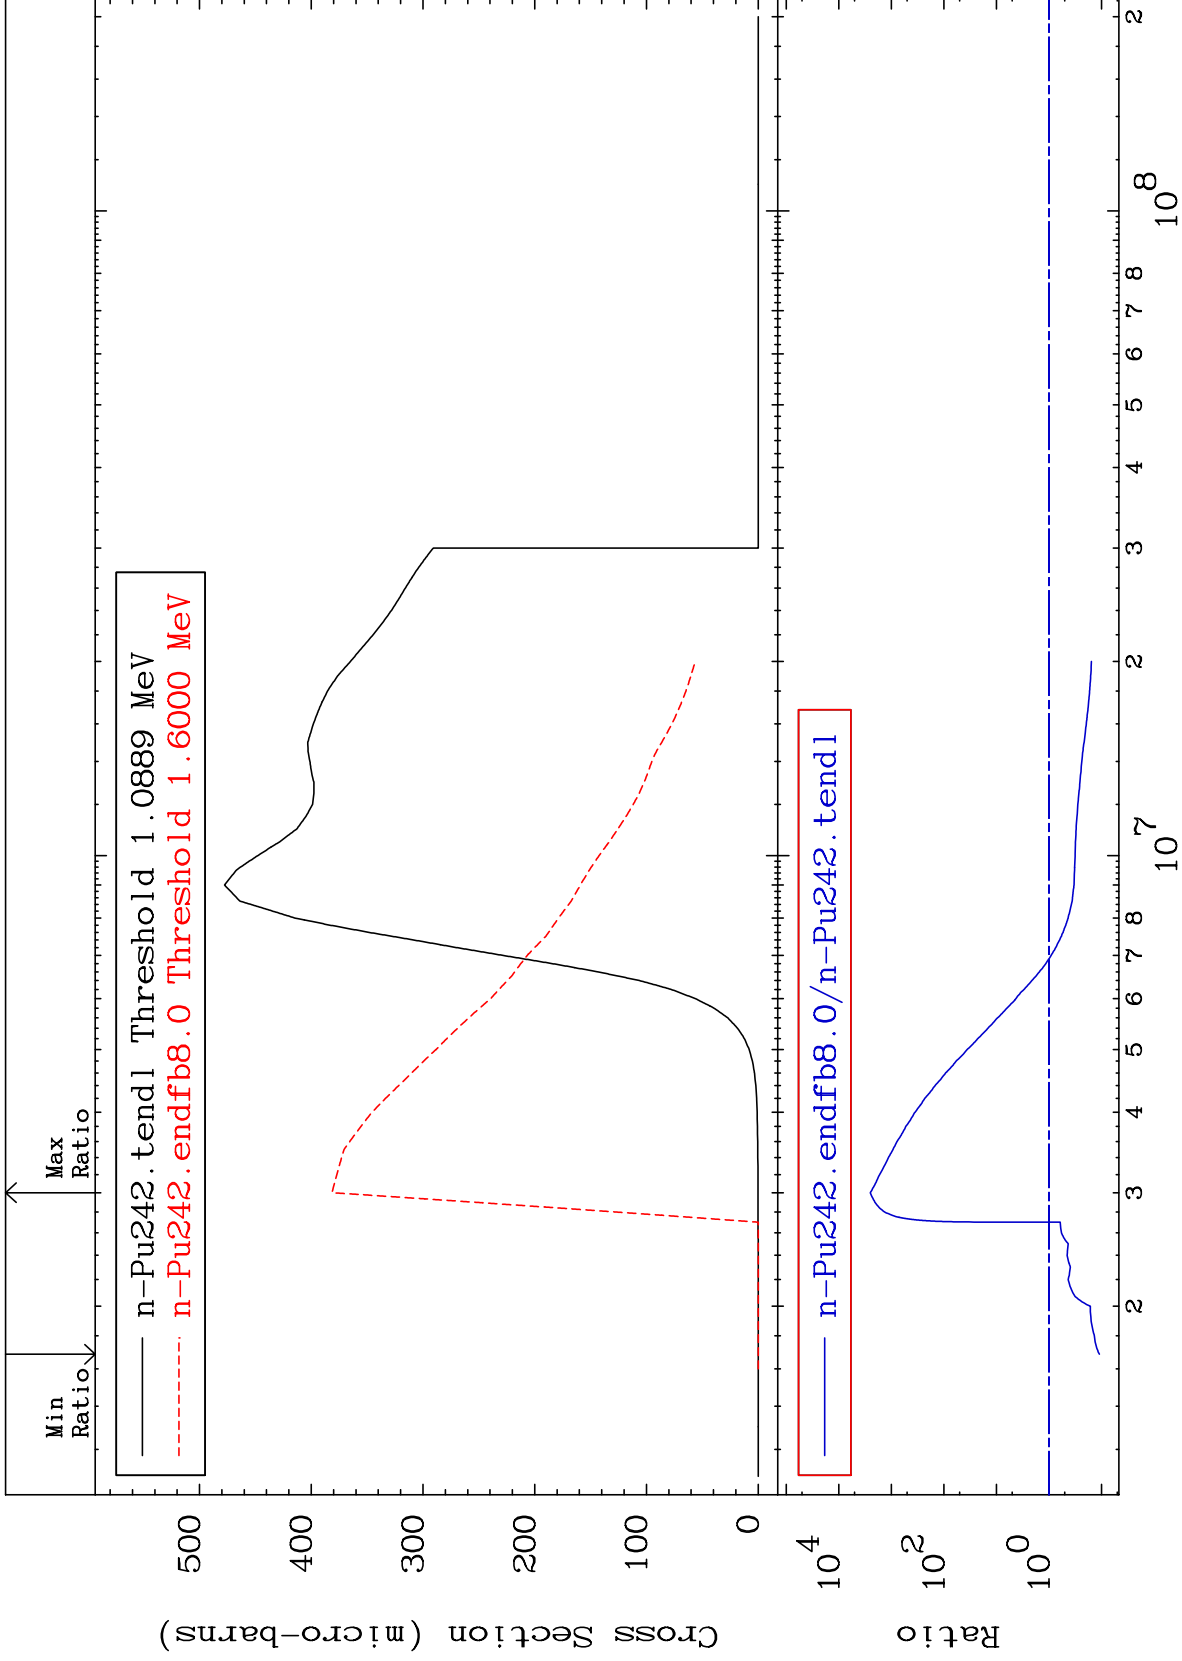 Min
Ratio
Max
Ratio
n-Pu242.tendl Threshold 1.0889 MeV
n-Pu242.endfb8.0 Threshold 1.6000 MeV
Cross Section (micro-barns)
500
400
300
200
100
0
n-Pu242.endfb8.0/n-Pu242.tendl
Ratio
10^4
10^2
10^0
2 3 4 5 6 7 8 2 3 4 5 6 7 8 2
10^7 10^8